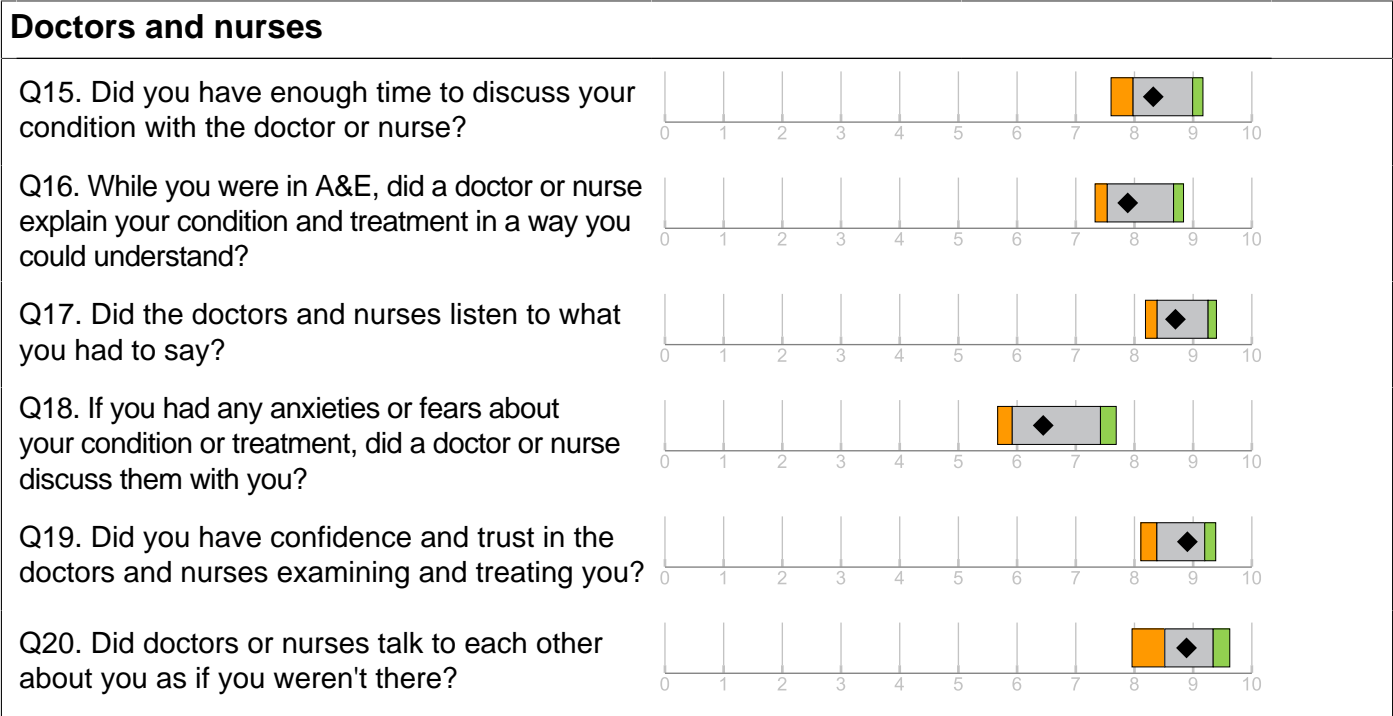 Doctors and nurses
Q15. Did you have enough time to discuss your
condition with the doctor or nurse?
0 1 2 3 4 5 6 7 8 9 10
Q16. While you were in A&E, did a doctor or nurse
explain your condition and treatment in a way you
could understand?
0 1 2 3 4 5 6 7 8 9 10
Q17. Did the doctors and nurses listen to what
you had to say?
0 1 2 3 4 5 6 7 8 9 10
Q18. If you had any anxieties or fears about
your condition or treatment, did a doctor or nurse
discuss them with you?
0 1 2 3 4 5 6 7 8 9 10
Q19. Did you have confidence and trust in the
doctors and nurses examining and treating you?
0 1 2 3 4 5 6 7 8 9 10
Q20. Did doctors or nurses talk to each other
about you as if you weren't there?
0 1 2 3 4 5 6 7 8 9 10